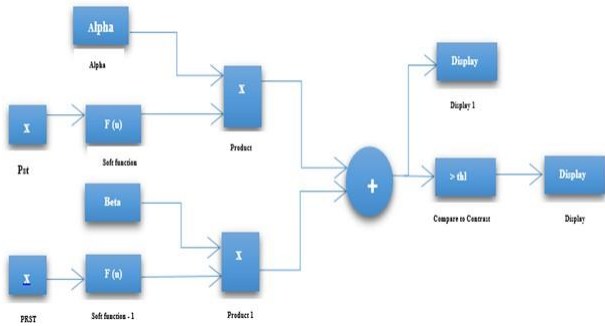 Alpha
Alpha
X
Pst
F (u)
Soft function
X
Product
Beta
X
PRST
F (u)
Soft function - 1
X
Product 1
+
Display
Display 1
> thl
Compare to Contrast
Display
Display